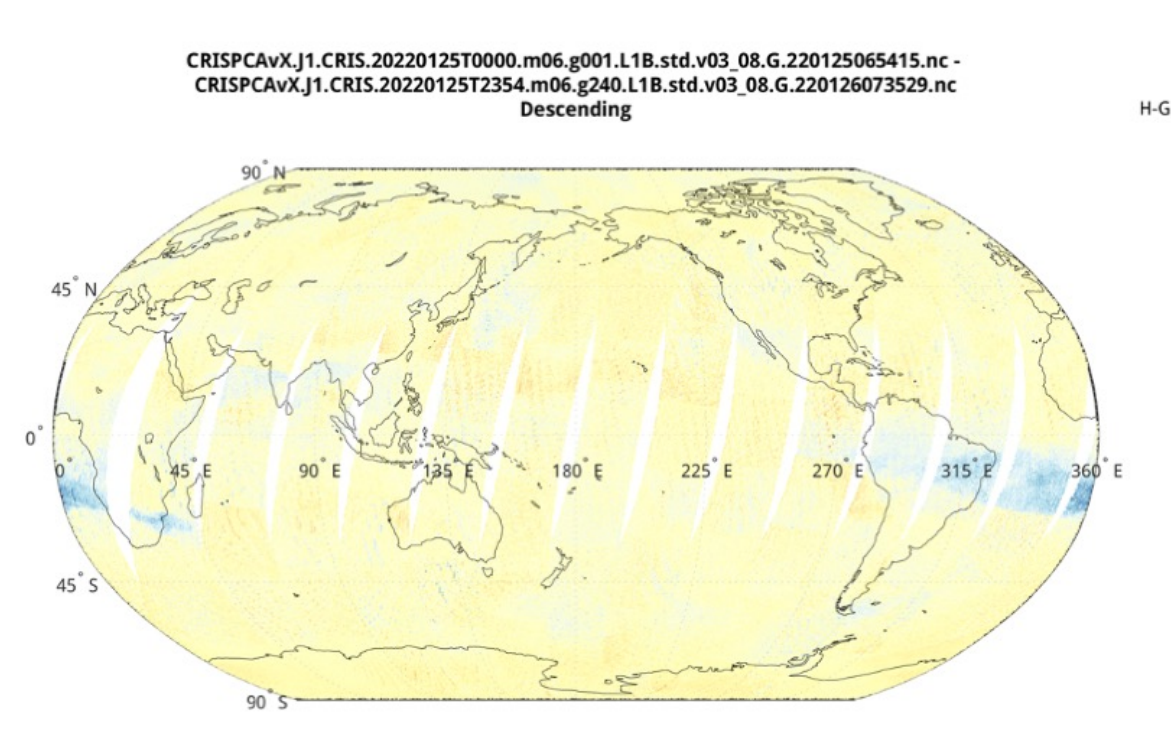 CRISPCAvX.J1.CRIS.20220125T0000.m06.g001.L1B.std.v03_08.G.220125065415.nc -
CRISPCAvX.J1.CRIS.20220125T2354.m06.g240.L1B.std.v03_08.G.220126073529.nc
Descending
H-G
90° N
45° N
0°
0° 45° E 90° E 135° E 180° E 225° E 270° E 315° E 360° E
45° S
90° S